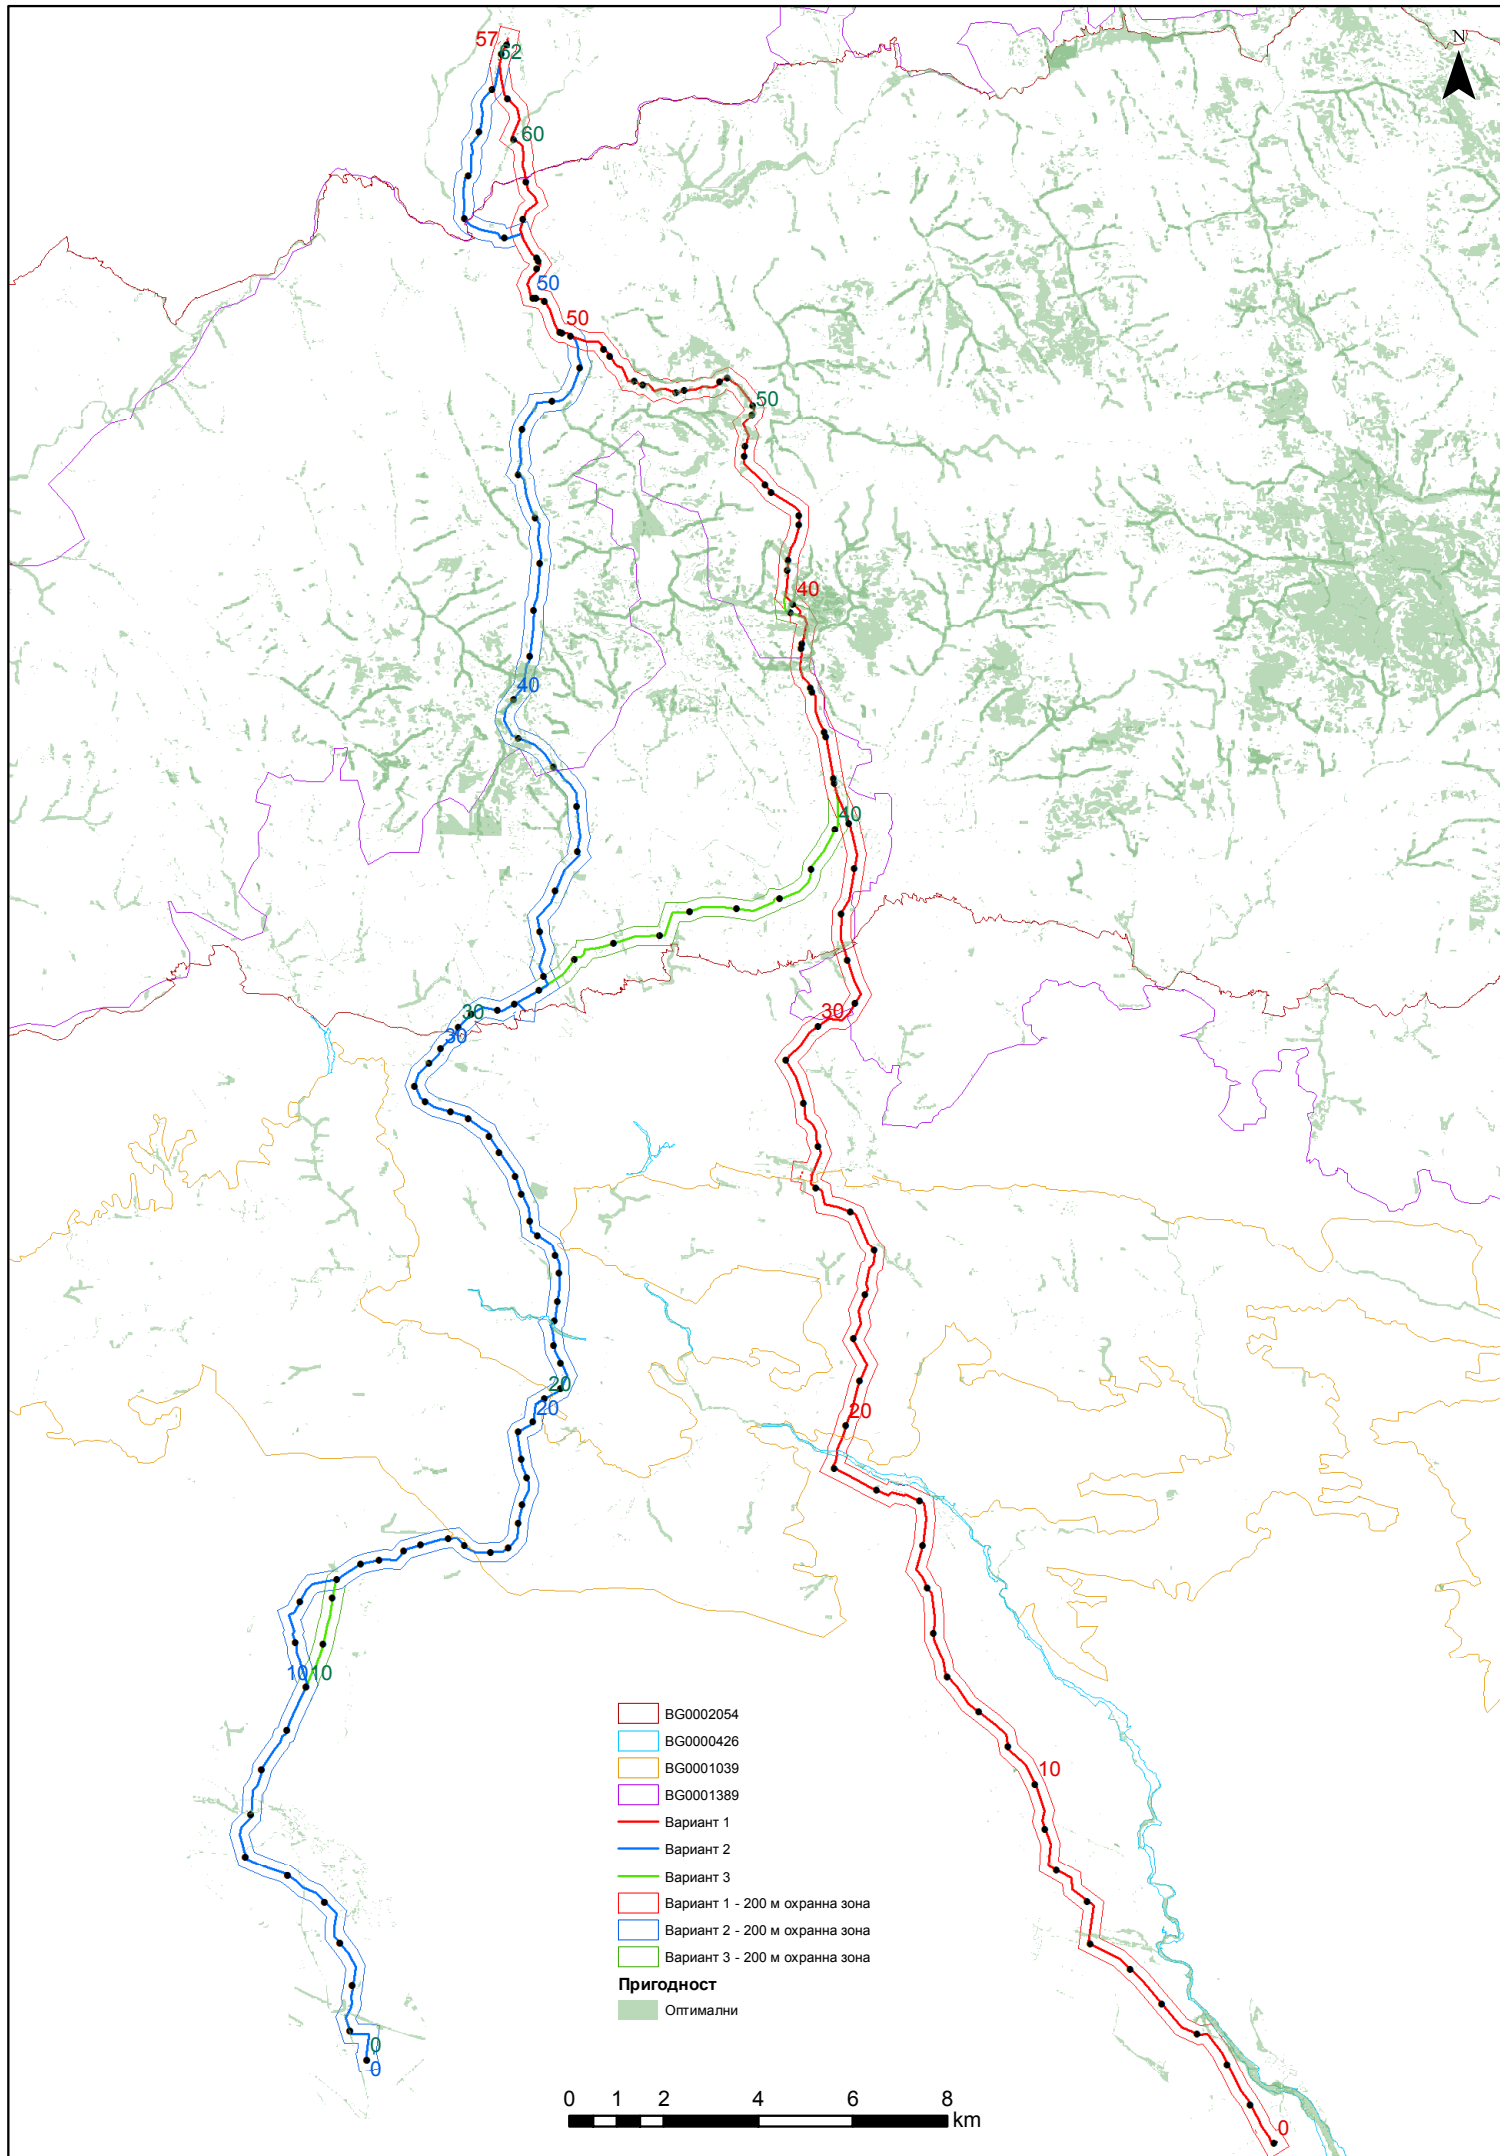 57
62
N
60
50
50
50
40
40
40
30
30
30
20
20
20
10
10
10
0
0
0
BG0002054
BG0000426
BG0001039
BG0001389
Вариант 1
Вариант 2
Вариант 3
Вариант 1 - 200 м охранна зона
Вариант 2 - 200 м охранна зона
Вариант 3 - 200 м охранна зона
Пригодност
Оптимални
0 1 2 4 6 8
km